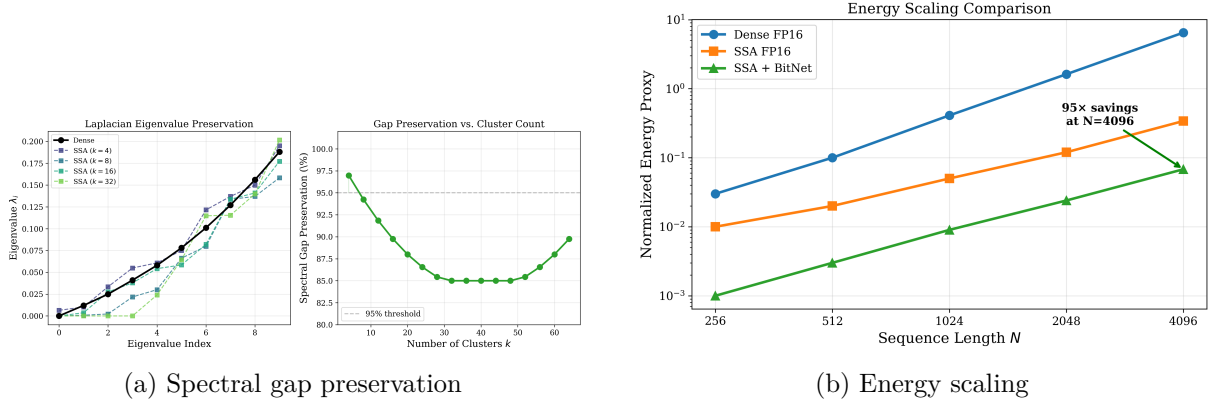 Laplacian Eigenvalue Preservation
Dense
SSA (k = 4)
SSA (k = 8)
SSA (k = 16)
SSA (k = 32)
0.200
0.175
0.150
0.125
0.100
0.075
0.050
0.025
0.000
Eigenvalue λᵢ
0 2 4 6 8
Eigenvalue Index
Gap Preservation vs. Cluster Count
100.0
97.5
95.0
92.5
90.0
87.5
85.0
82.5
80.0
Spectral Gap Preservation (%)
95% threshold
10 20 30 40 50 60
Number of Clusters k
(a) Spectral gap preservation
Energy Scaling Comparison
Dense FP16
SSA FP16
SSA + BitNet
95× savings
at N=4096
10¹
10⁰
10⁻¹
10⁻²
10⁻³
Normalized Energy Proxy
256 512 1024 2048 4096
Sequence Length N
(b) Energy scaling